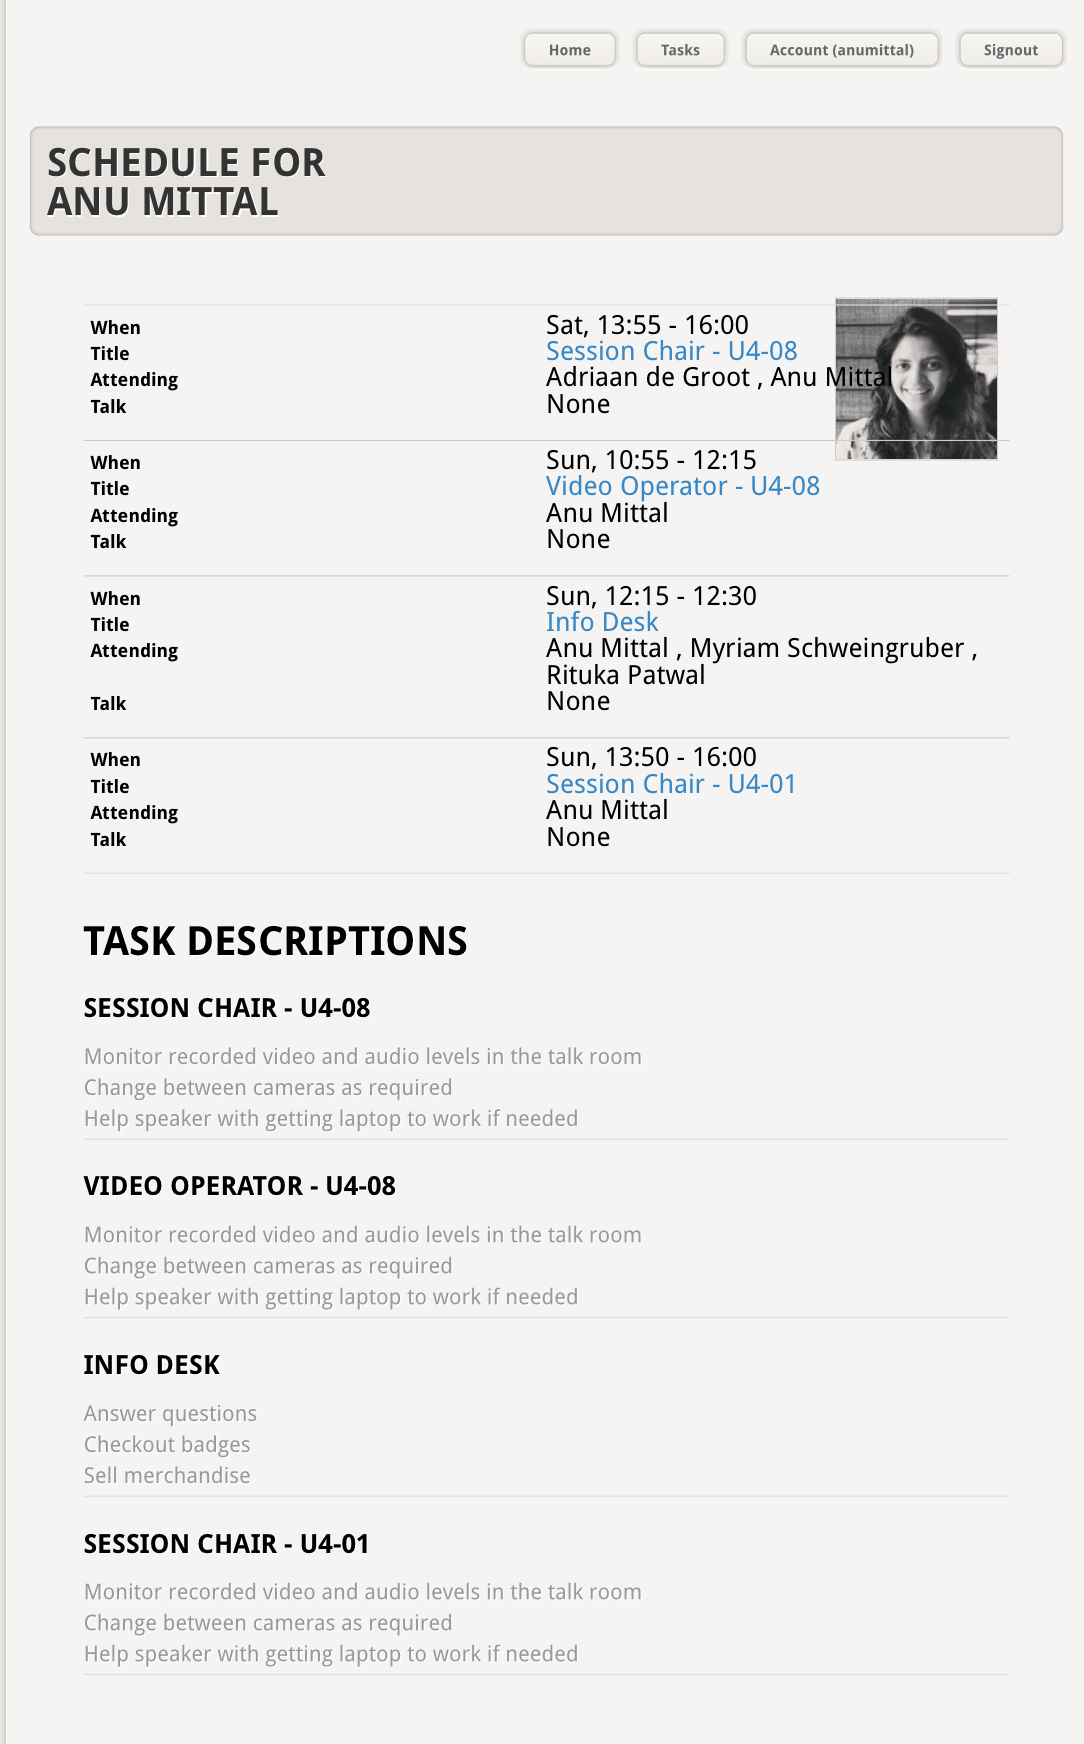 Home Tasks Account (anumittal) Signout
SCHEDULE FOR
ANU MITTAL
When Sat, 13:55 - 16:00
Title Session Chair - U4-08
Attending Adriaan de Groot , Anu Mittal
Talk None
When Sun, 10:55 - 12:15
Title Video Operator - U4-08
Attending Anu Mittal
Talk None
When Sun, 12:15 - 12:30
Title Info Desk
Attending Anu Mittal , Myriam Schweingruber ,
Rituka Patwal
Talk None
When Sun, 13:50 - 16:00
Title Session Chair - U4-01
Attending Anu Mittal
Talk None
TASK DESCRIPTIONS
SESSION CHAIR - U4-08
Monitor recorded video and audio levels in the talk room
Change between cameras as required
Help speaker with getting laptop to work if needed
VIDEO OPERATOR - U4-08
Monitor recorded video and audio levels in the talk room
Change between cameras as required
Help speaker with getting laptop to work if needed
INFO DESK
Answer questions
Checkout badges
Sell merchandise
SESSION CHAIR - U4-01
Monitor recorded video and audio levels in the talk room
Change between cameras as required
Help speaker with getting laptop to work if needed